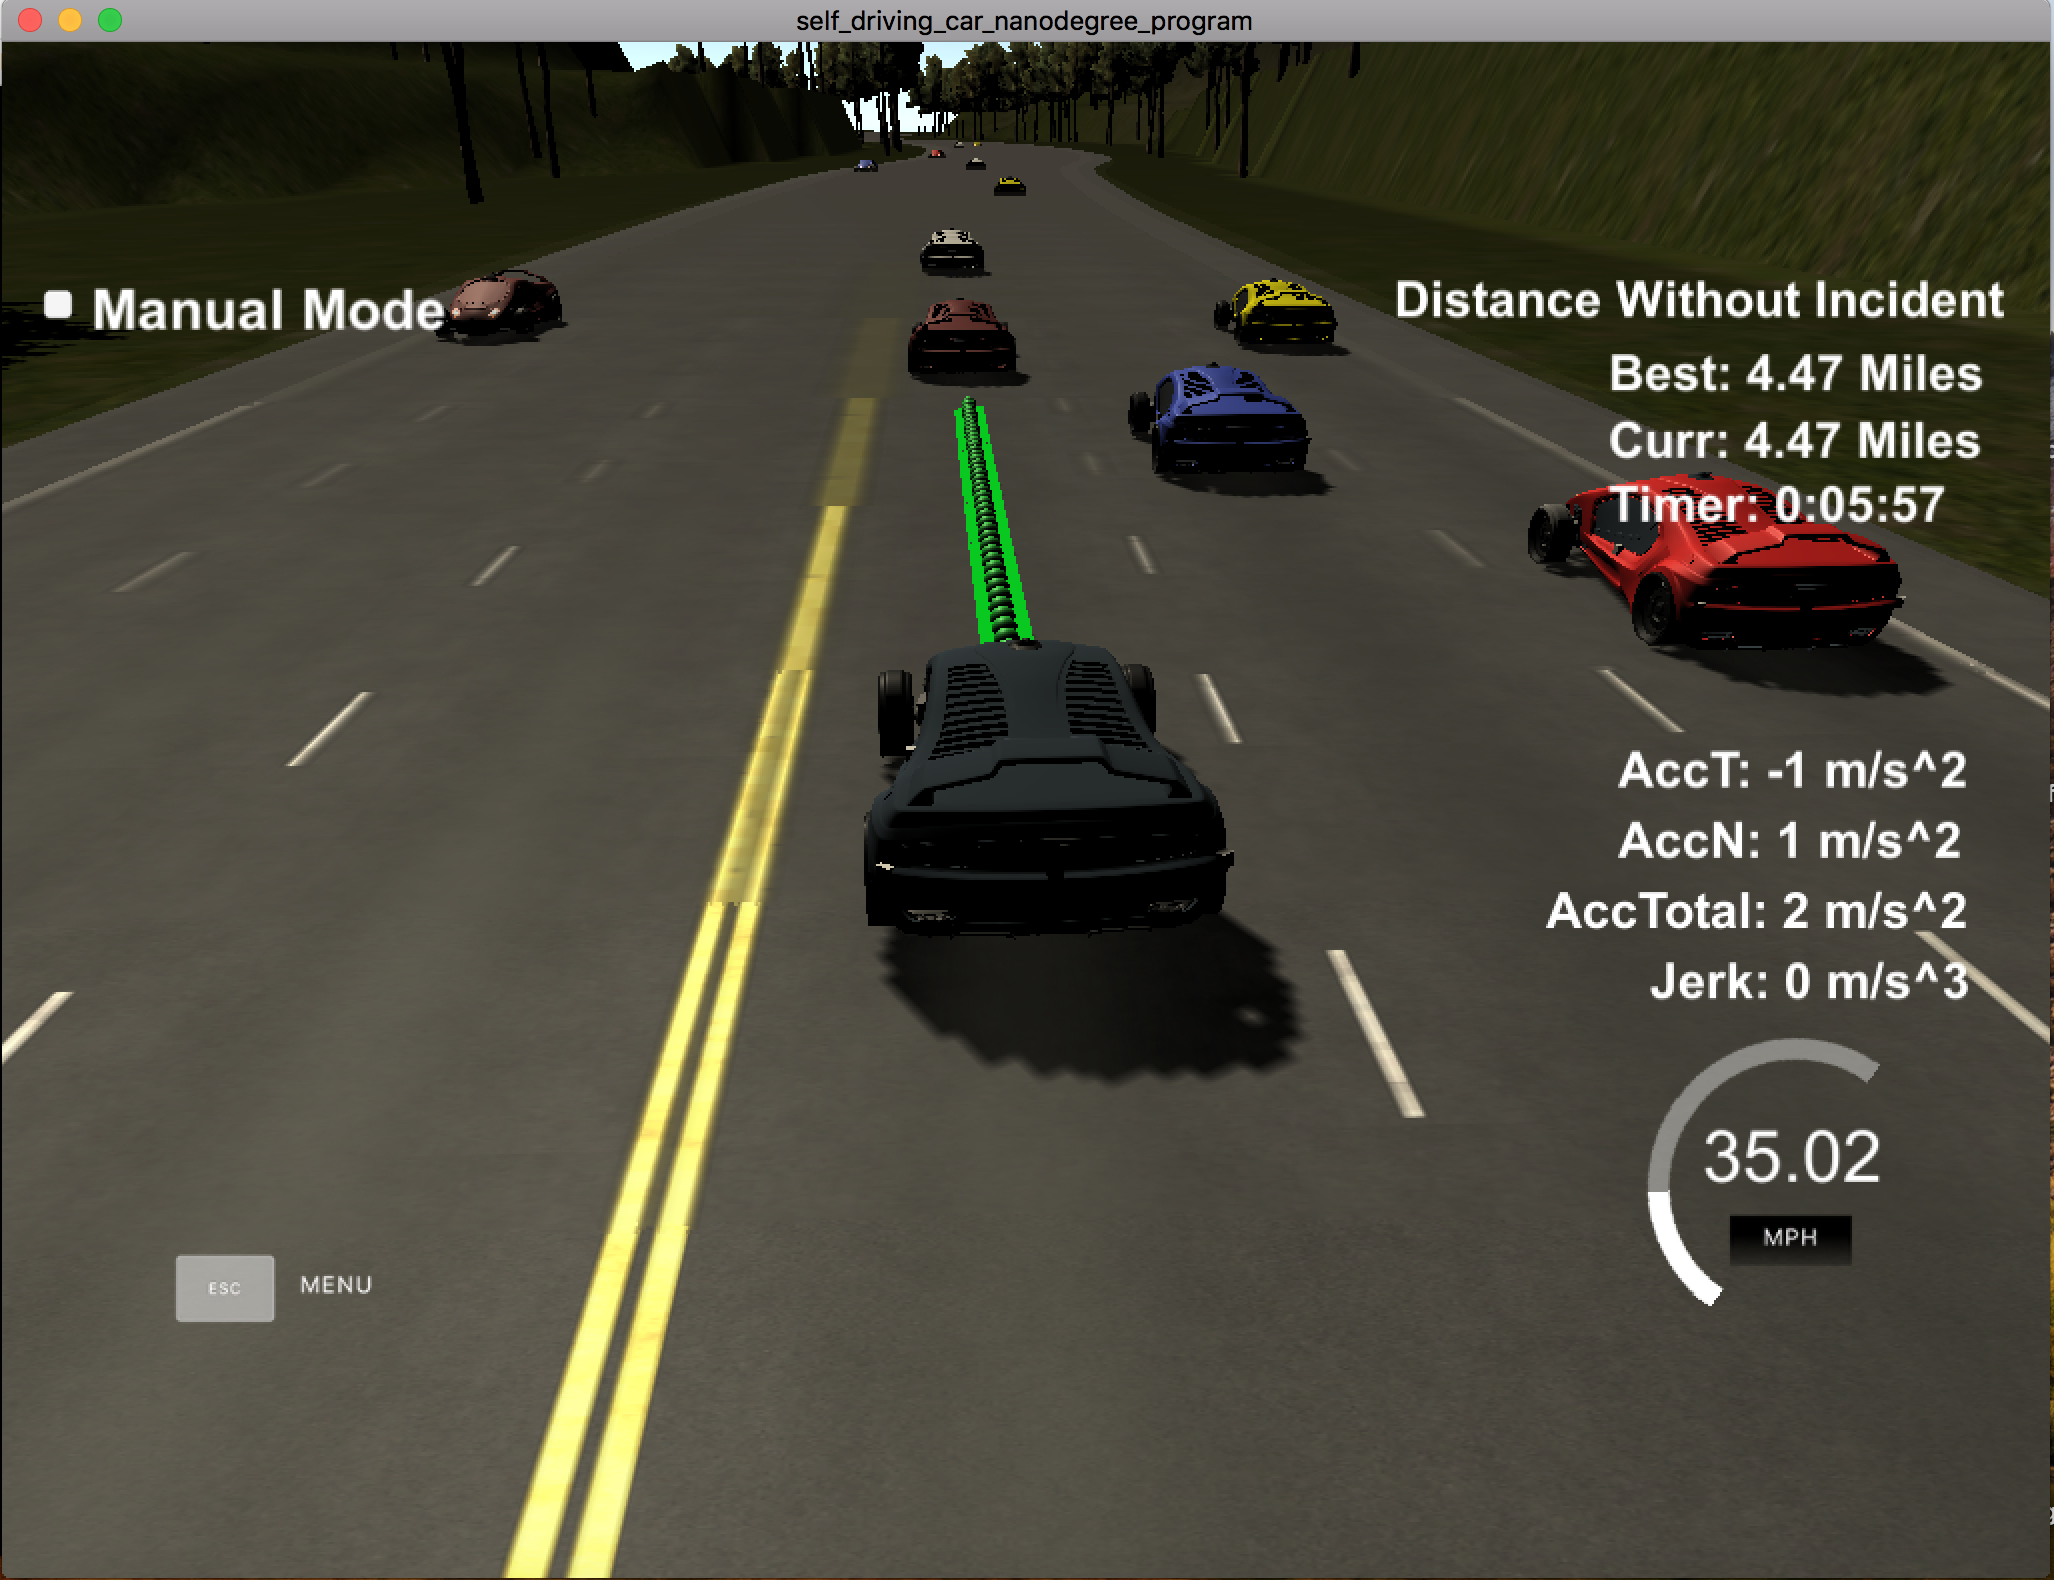 self_driving_car_nanodegree_program
Manual Mode
Distance Without Incident
Best: 4.47 Miles
Curr: 4.47 Miles
Timer: 0:05:57
AccT: -1 m/s^2
AccN: 1 m/s^2
AccTotal: 2 m/s^2
Jerk: 0 m/s^3
35.02
MPH
ESC MENU